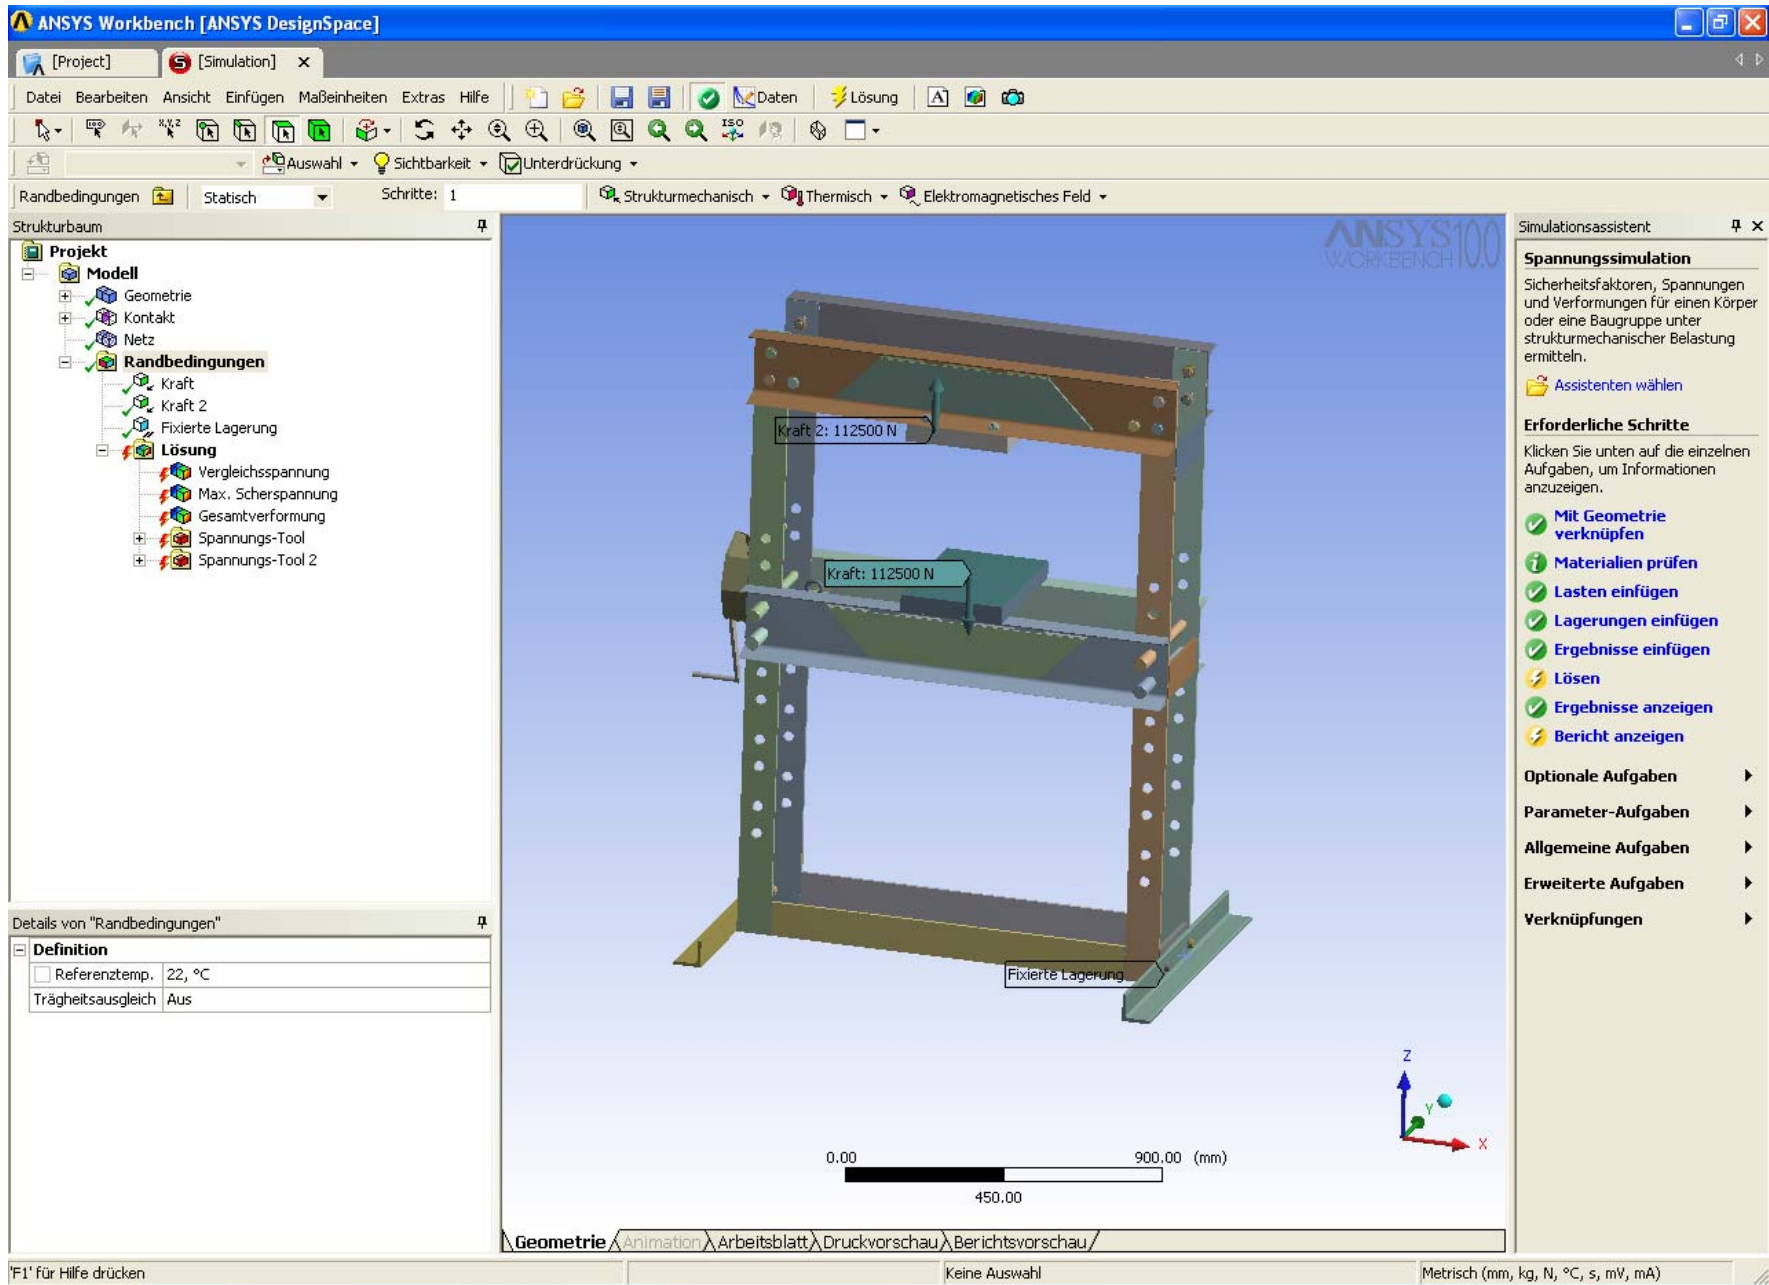 ANSYS Workbench [ANSYS DesignSpace]
[Project] [Simulation]
Datei Bearbeiten Ansicht Einfügen Maßeinheiten Extras Hilfe Daten Lösung A
ISO
Auswahl Sichtbarkeit Unterdrückung
Randbedingungen Statisch Schritte: 1 Strukturmechanisch Thermisch Elektromagnetisches Feld
Strukturbaum
Projekt
Modell
Geometrie
Kontakt
Netz
Randbedingungen
Kraft
Kraft 2
Fixierte Lagerung
Lösung
Vergleichsspannung
Max. Scherspannung
Gesamtverformung
Spannungs-Tool
Spannungs-Tool 2
Details von "Randbedingungen"
Definition
Referenztemp. 22, °C
Trägheitsausgleich Aus
ANSYS 10.0
WORKBENCH
Kraft 2: 112500 N
Kraft: 112500 N
Fixierte Lagerung
Z
Y
X
0.00 900.00 (mm)
450.00
Geometrie Animation Arbeitsblatt Druckvorschau Berichtsvorschau
Simulationsassistent
Spannungssimulation
Sicherheitsfaktoren, Spannungen
und Verformungen für einen Körper
oder eine Baugruppe unter
strukturmechanischer Belastung
ermitteln.
Assistenten wählen
Erforderliche Schritte
Klicken Sie unten auf die einzelnen
Aufgaben, um Informationen
anzuzeigen.
Mit Geometrie
verknüpfen
Materialien prüfen
Lasten einfügen
Lagerungen einfügen
Ergebnisse einfügen
Lösen
Ergebnisse anzeigen
Bericht anzeigen
Optionale Aufgaben
Parameter-Aufgaben
Allgemeine Aufgaben
Erweiterte Aufgaben
Verknüpfungen
'F1' für Hilfe drücken Keine Auswahl Metrisch (mm, kg, N, °C, s, mV, mA)